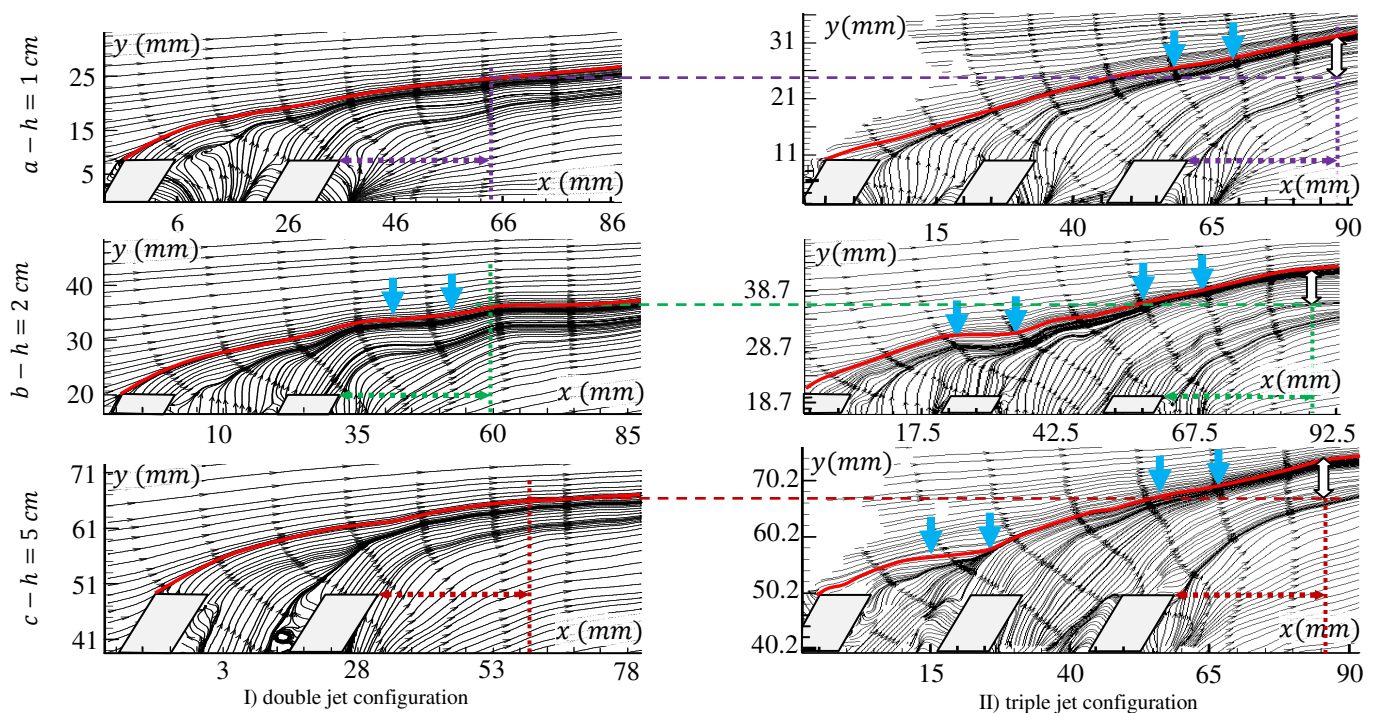 a − h = 1 cm
y (mm)
25
15
5
x (mm)
6 26 46 66 86
y(mm)
31
21
11
x(mm)
15 40 65 90
b − h = 2 cm
y (mm)
40
30
20
x (mm)
10 35 60 85
y(mm)
38.7
28.7
18.7
x(mm)
17.5 42.5 67.5 92.5
c − h = 5 cm
y (mm)
71
61
51
41
x (mm)
3 28 53 78
I) double jet configuration
y(mm)
70.2
60.2
50.2
40.2
x(mm)
15 40 65 90
II) triple jet configuration